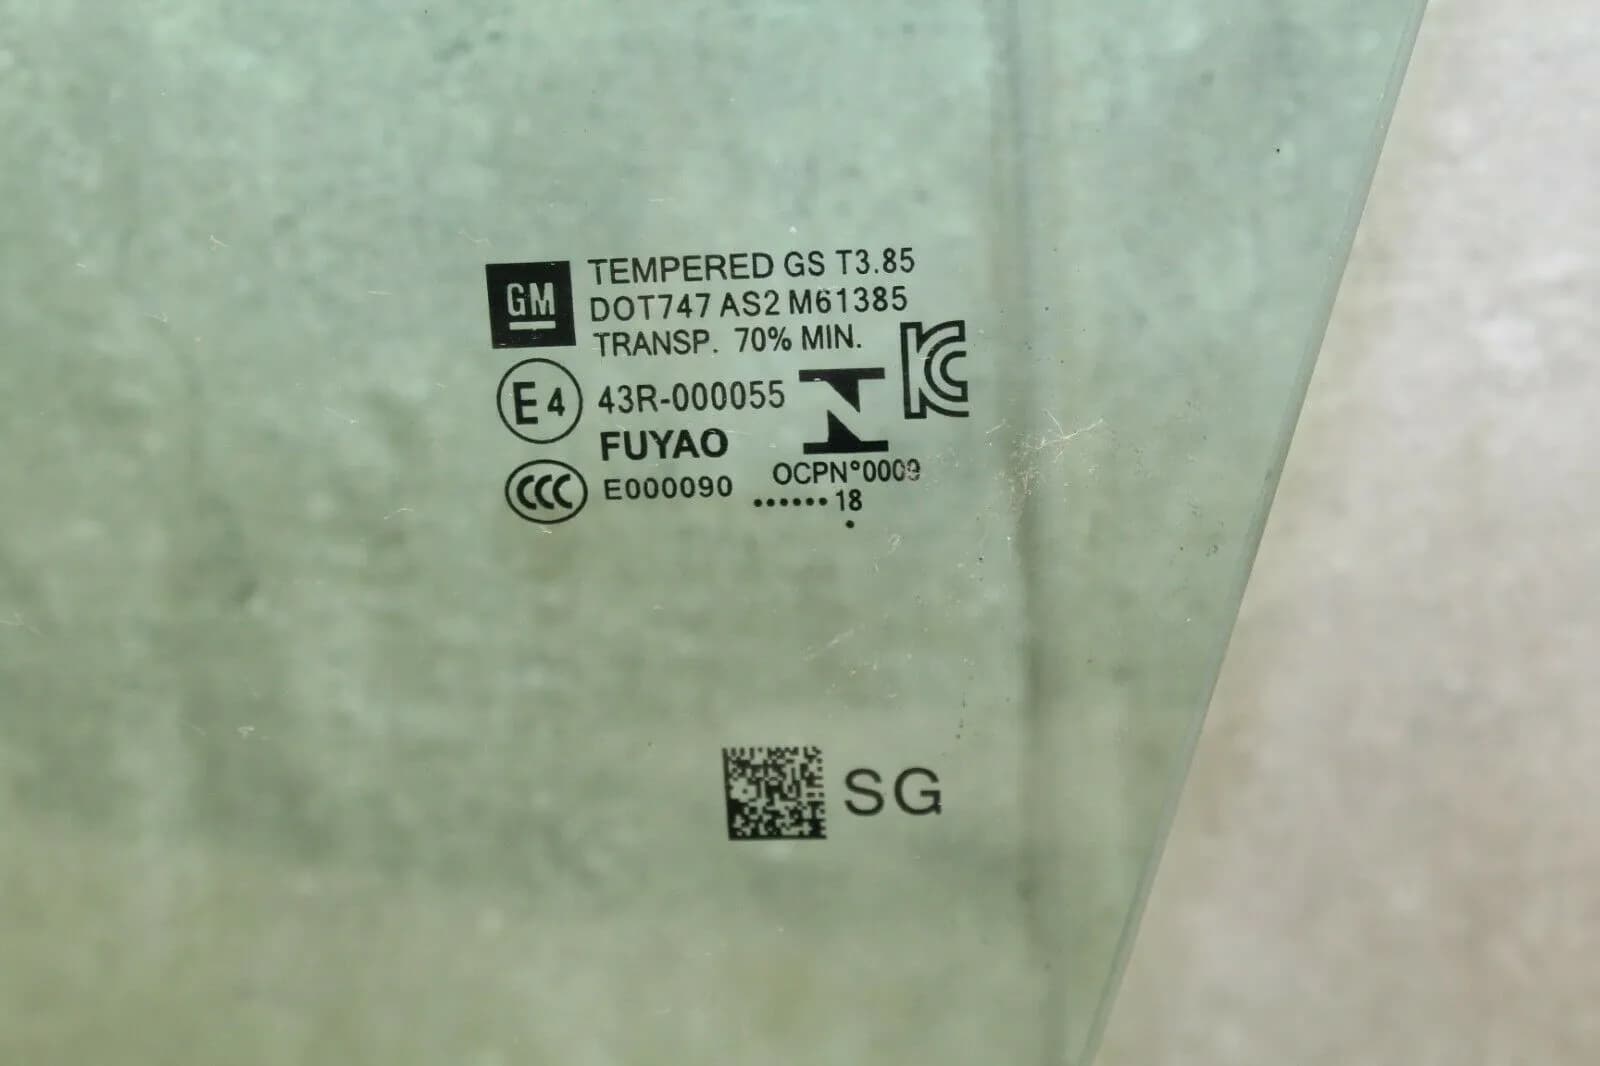 GM
TEMPERED GS T3.85
DOT747 AS2 M61385
TRANSP. 70% MIN.
E4 43R-000055
FUYAO
CCC E000090
N
KC
OCPN°0009
•••••• 18
•
SG